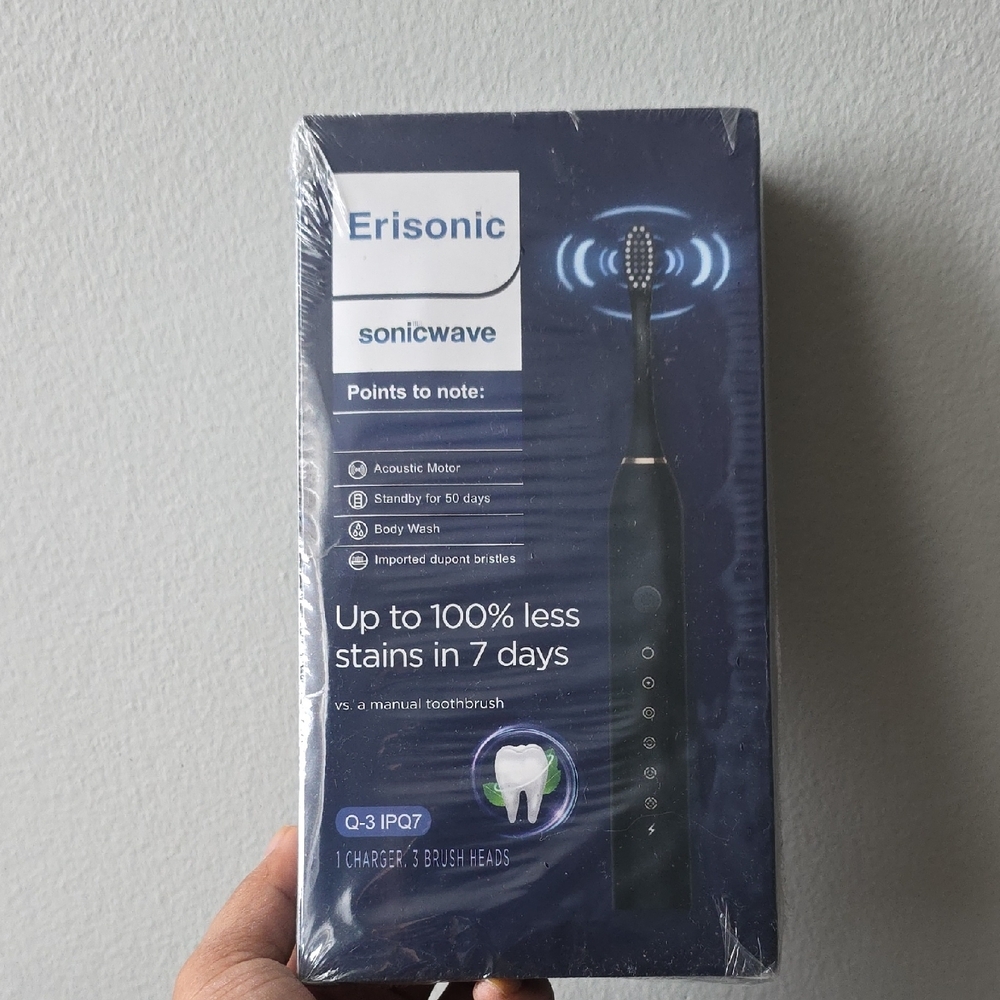 Erisonic
sonicwave
Points to note:
Acoustic Motor
Standby for 50 days
Body Wash
Imported dupont bristles
Up to 100% less
stains in 7 days
vs. a manual toothbrush
Q-3 IPQ7
1 CHARGER. 3 BRUSH HEADS